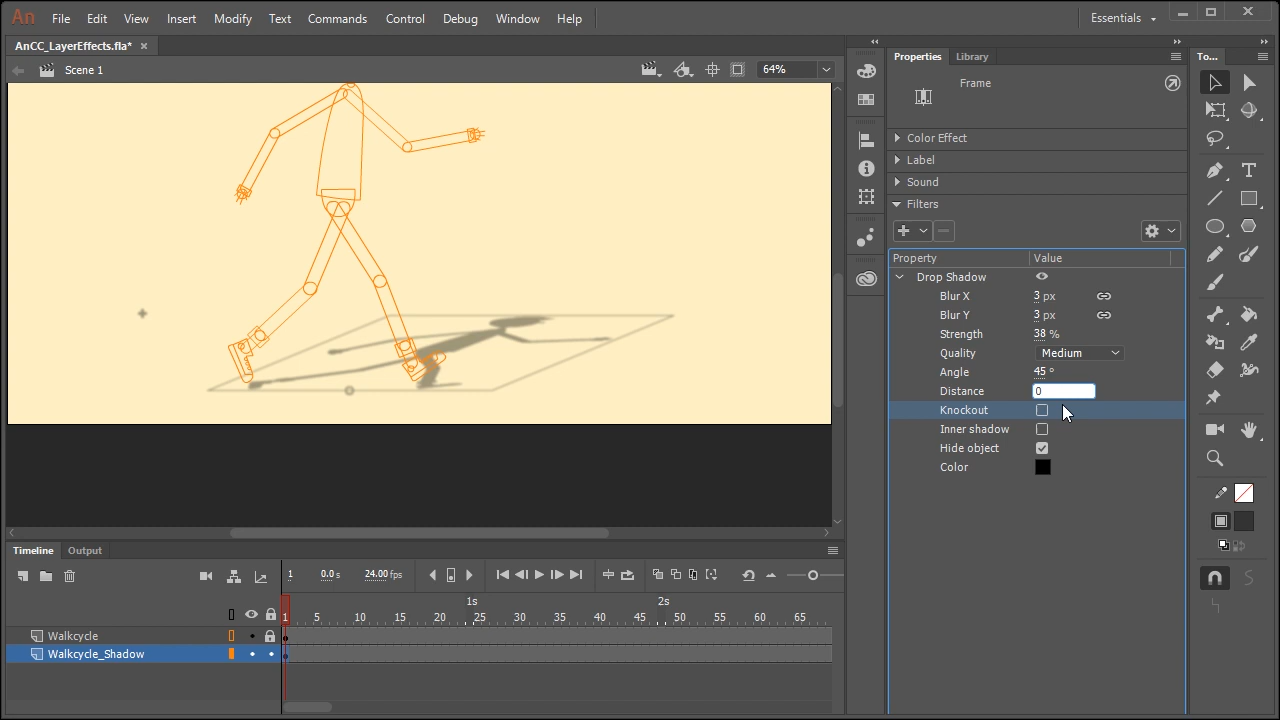 An File Edit View Insert Modify Text Commands Control Debug Window Help Essentials
AnCC_LayerEffects.fla* ×
Scene 1 64%
Properties Library To...
Frame
Color Effect
Label
Sound
Filters
Property Value
Drop Shadow
Blur X 3 px
Blur Y 3 px
Strength 38 %
Quality Medium
Angle 45 °
Distance 0
Knockout
Inner shadow
Hide object
Color
Timeline Output
1 0.0 s 24.00 fps
1s 2s
1 5 10 15 20 25 30 35 40 45 50 55 60 65
Walkcycle
Walkcycle_Shadow